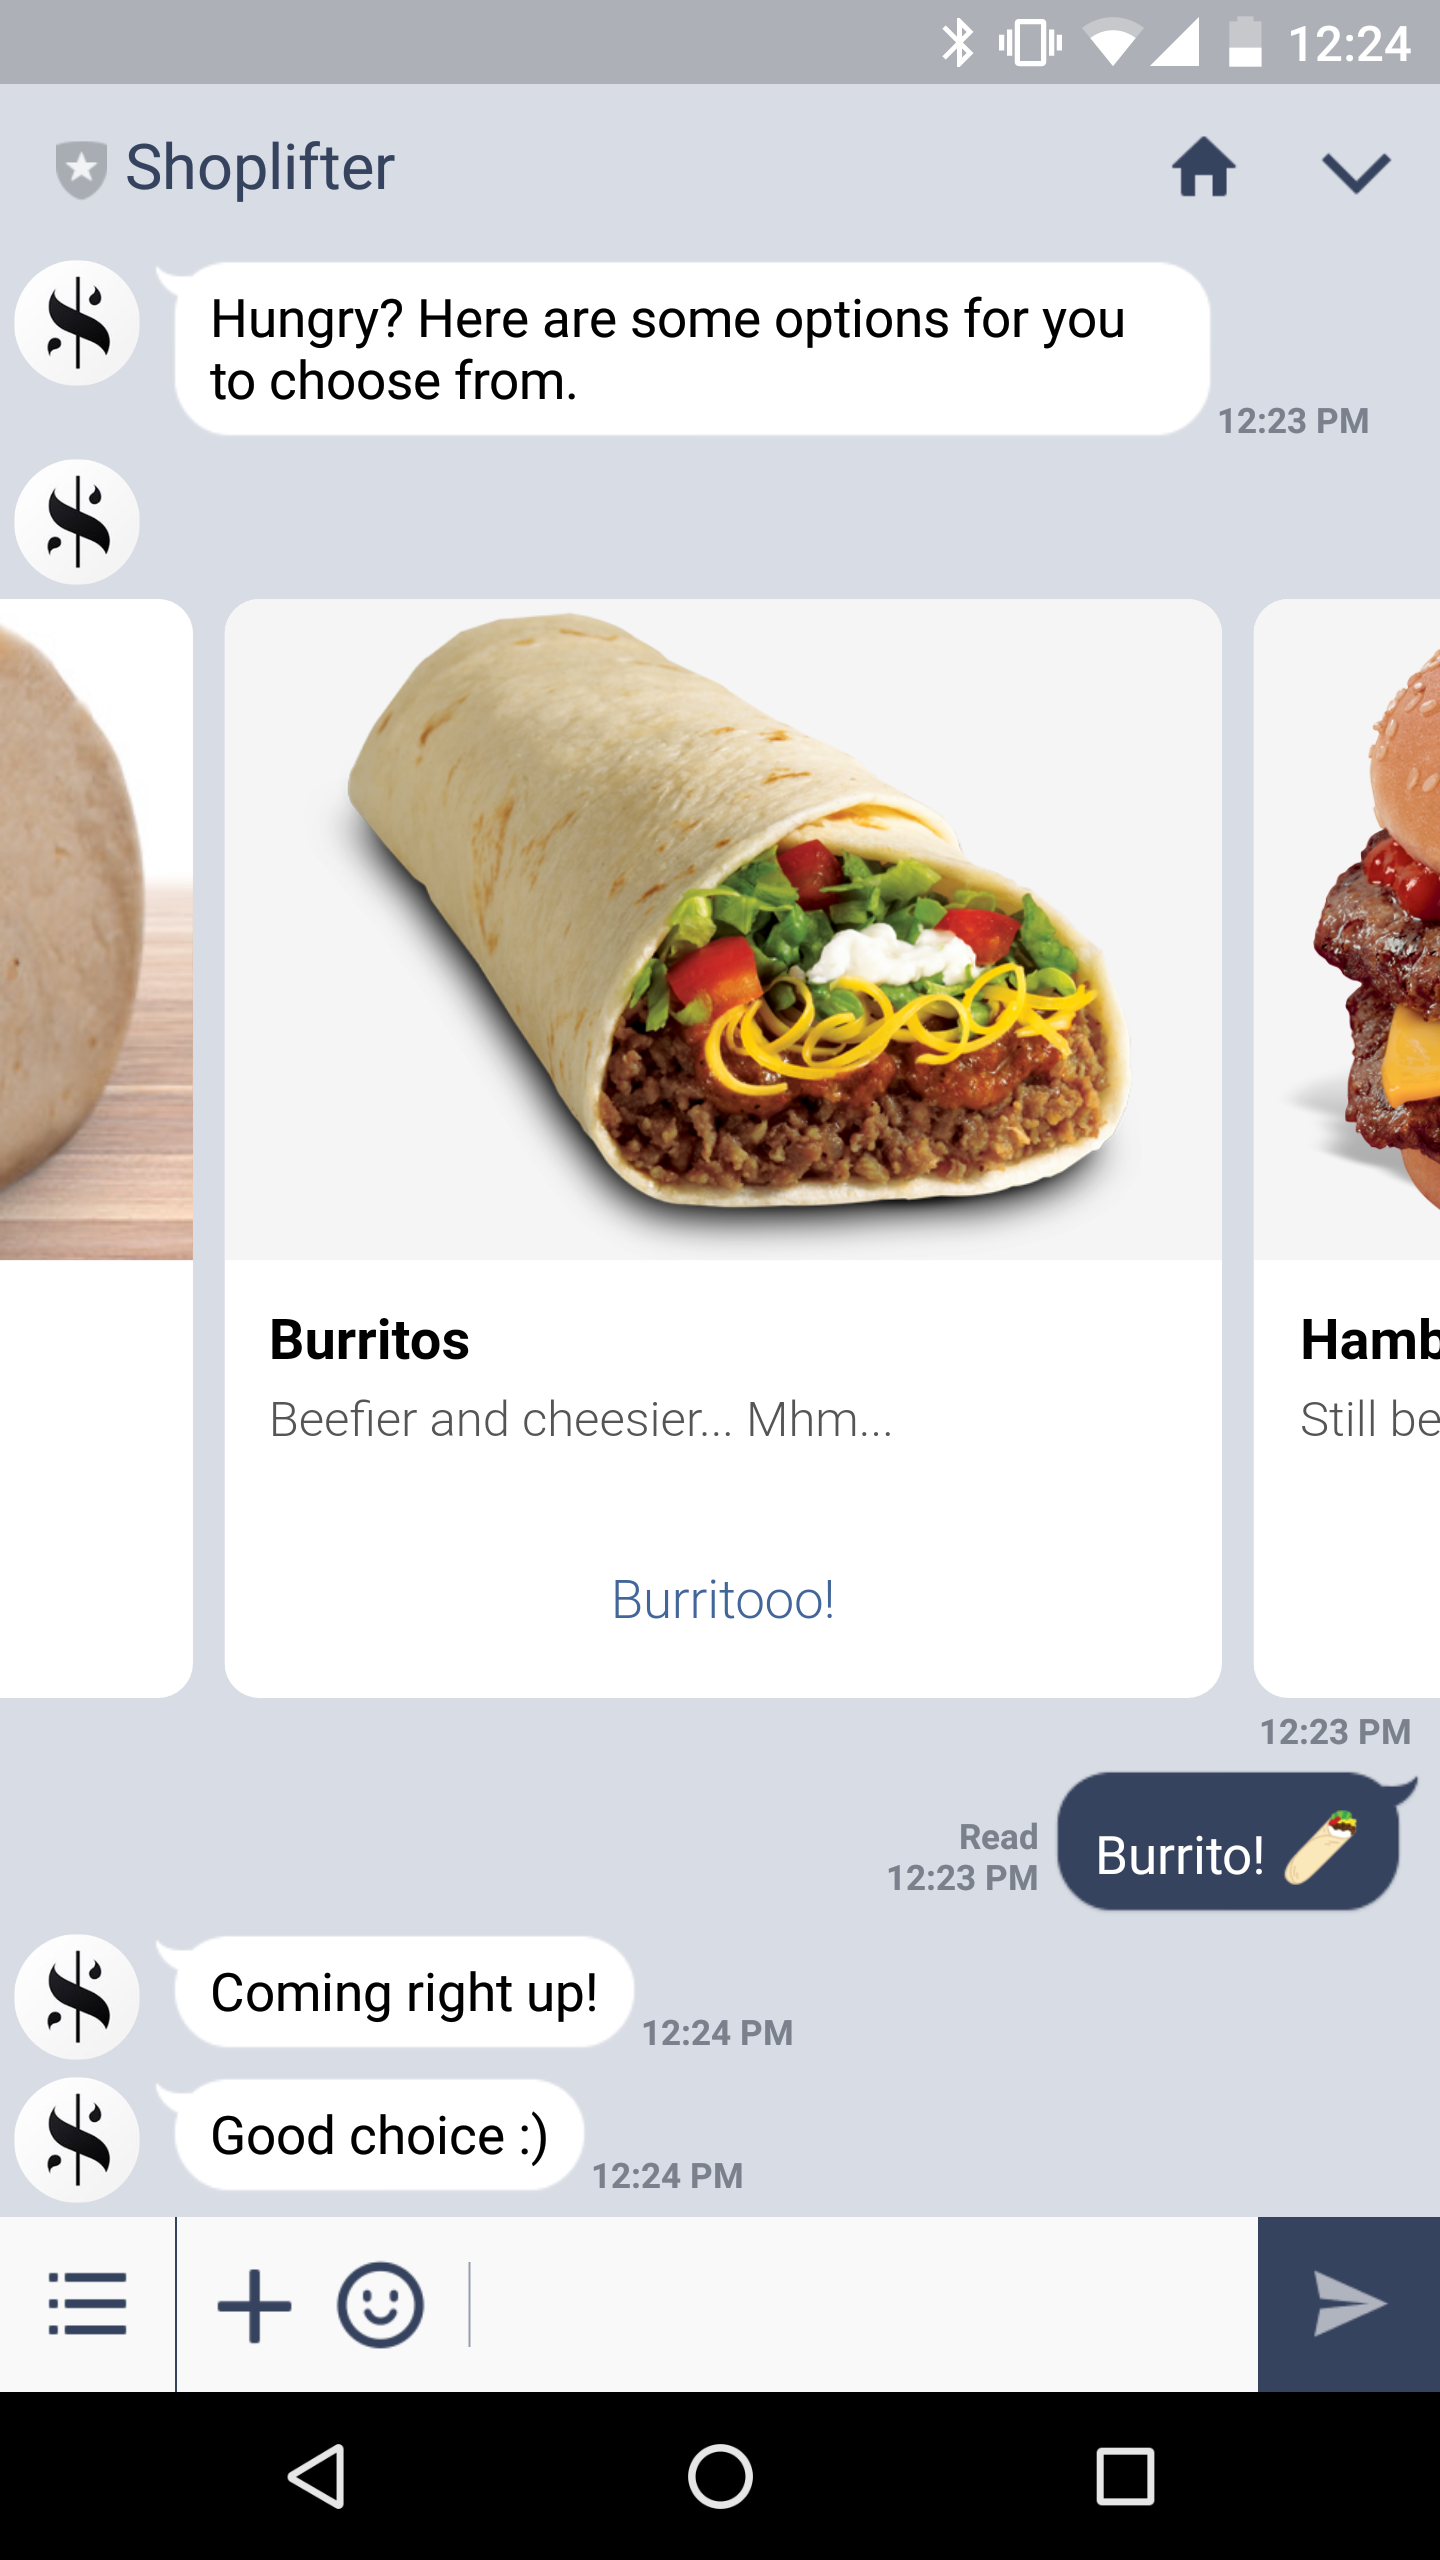 12:24
Shoplifter
Hungry? Here are some options for you
to choose from.
12:23 PM
Burritos
Beefier and cheesier... Mhm...
Burritooo!
Hamb
Still be
12:23 PM
Read
12:23 PM
Burrito! 🌯
Coming right up!
12:24 PM
Good choice :)
12:24 PM